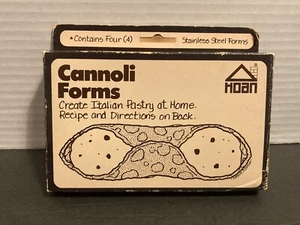 •Contains Four (4) Stainless Steel Forms
Cannoli
Forms
HOAN
Create Italian Pastry at Home.
Recipe and Directions on Back.